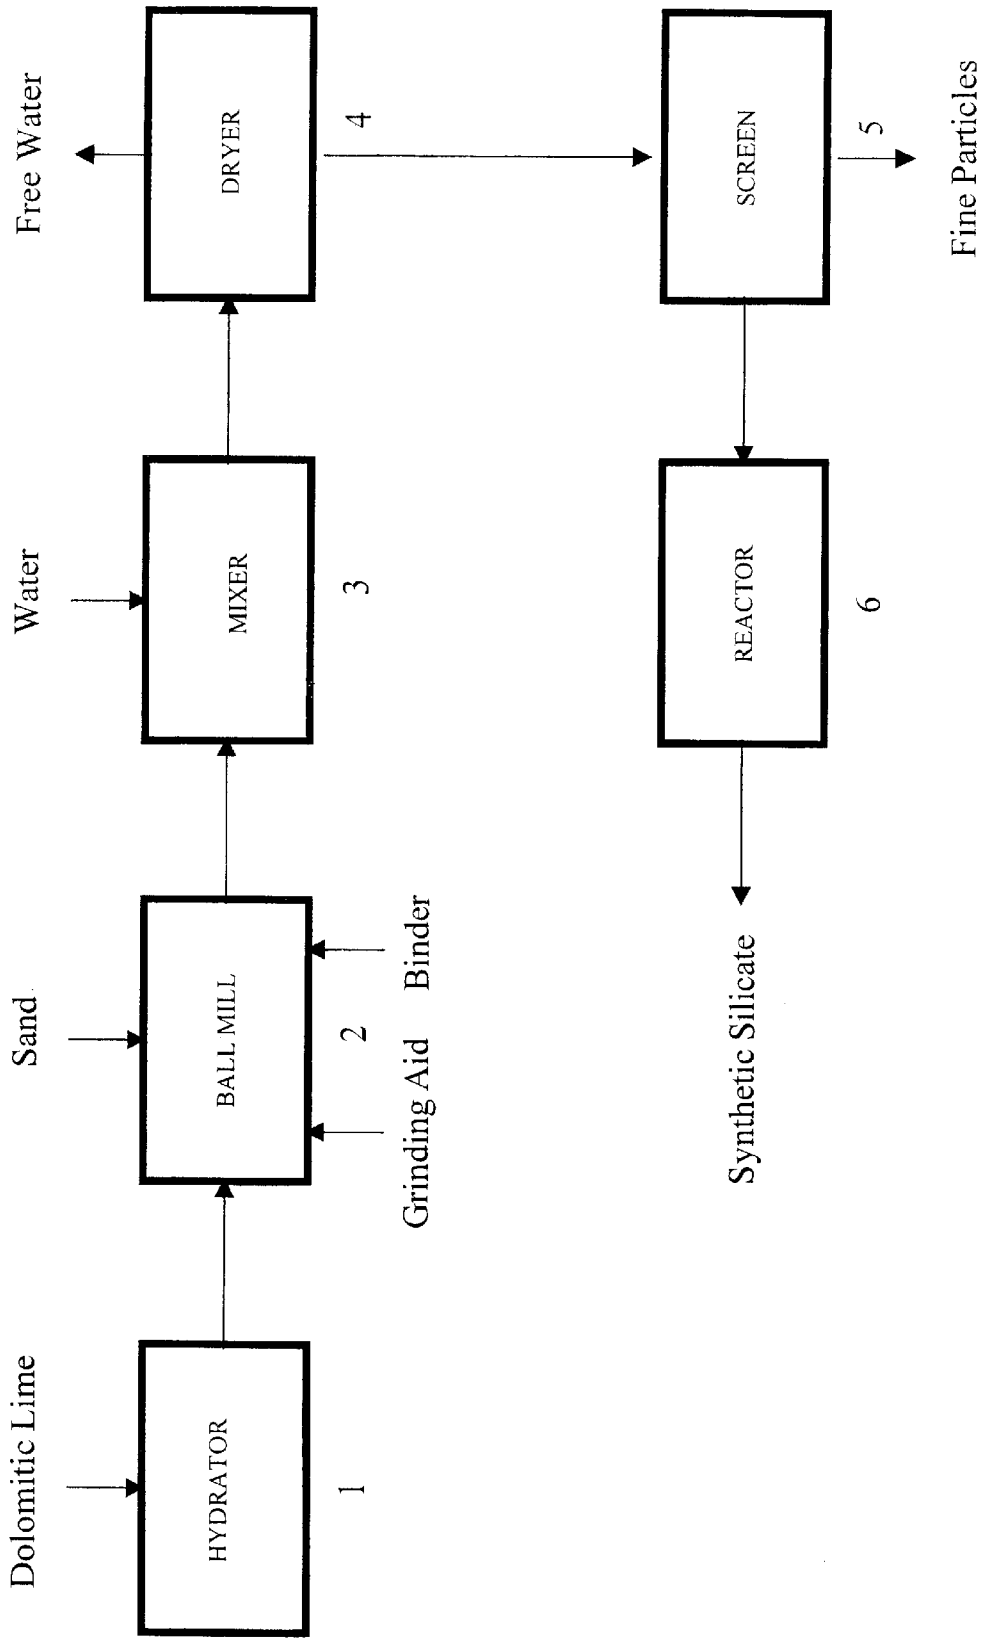 Dolomitic Lime
HYDRATOR
1
Sand
BALL MILL
2
Grinding Aid
Binder
Water
MIXER
3
Free Water
DRYER
4
SCREEN
5
Fine Particles
REACTOR
6
Synthetic Silicate